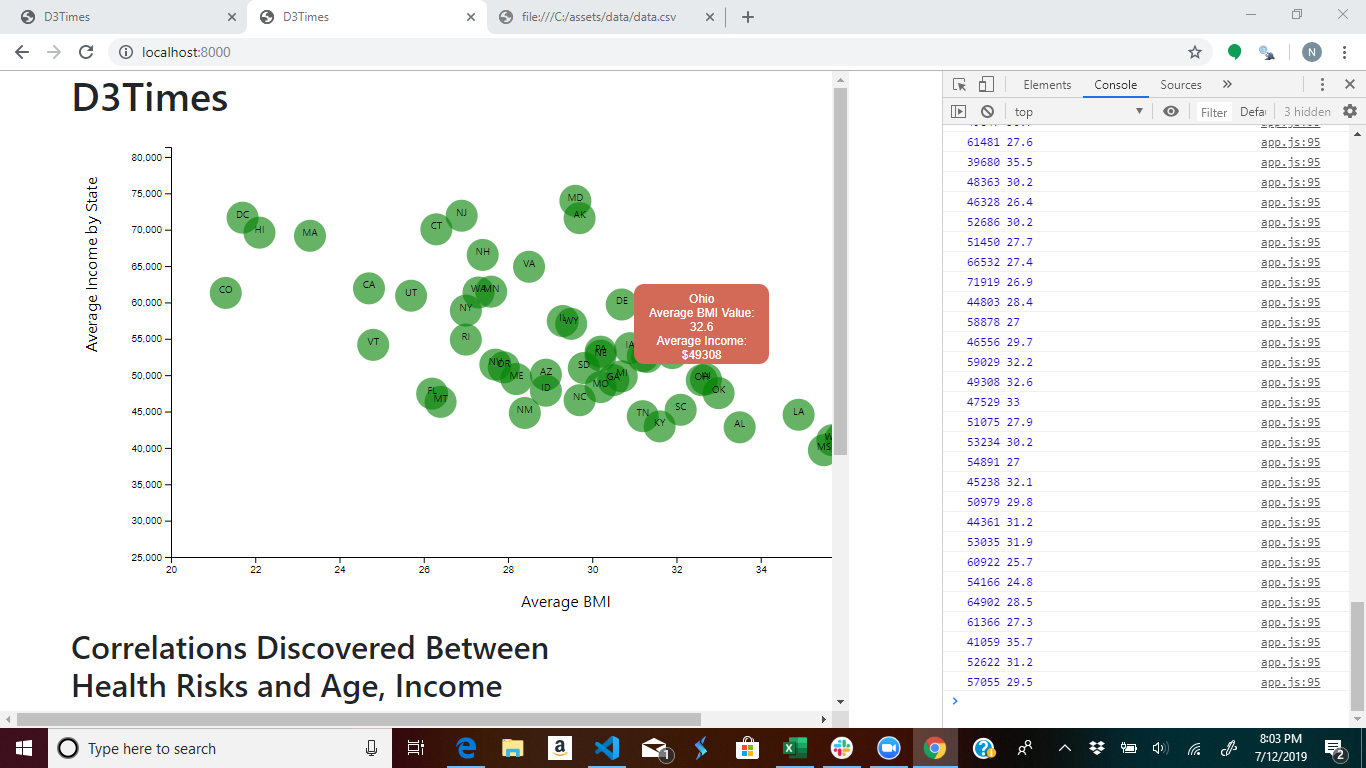 D3Times
D3Times
file:///C:/assets/data/data.csv
localhost:8000
N
D3Times
80,000
75,000
70,000
65,000
60,000
55,000
50,000
45,000
40,000
35,000
30,000
25,000
Average Income by State
20
22
24
26
28
30
32
34
Average BMI
MD
AK
NJ
CT
DC
HI
MA
NH
VA
CO
CA
UT
WA
MN
NY
DE
IL
WY
RI
VT
PA
NE
IA
NV
OR
ME
AZ
ID
SD
MI
GA
MO
NC
FL
MT
NM
OH
OK
TN
KY
SC
AL
LA
MS
Ohio
Average BMI Value:
32.6
Average Income:
$49308
Correlations Discovered Between
Health Risks and Age, Income
Elements
Console
Sources
top
Filter
3 hidden
app.js:95
61481 27.6 app.js:95
39680 35.5 app.js:95
48363 30.2 app.js:95
46328 26.4 app.js:95
52686 30.2 app.js:95
51450 27.7 app.js:95
66532 27.4 app.js:95
71919 26.9 app.js:95
44803 28.4 app.js:95
58878 27 app.js:95
46556 29.7 app.js:95
59029 32.2 app.js:95
49308 32.6 app.js:95
47529 33 app.js:95
51075 27.9 app.js:95
53234 30.2 app.js:95
54891 27 app.js:95
45238 32.1 app.js:95
50979 29.8 app.js:95
44361 31.2 app.js:95
53035 31.9 app.js:95
60922 25.7 app.js:95
54166 24.8 app.js:95
64902 28.5 app.js:95
61366 27.3 app.js:95
41059 35.7 app.js:95
52622 31.2 app.js:95
57055 29.5 app.js:95
Type here to search
1
8:03 PM
7/12/2019
2